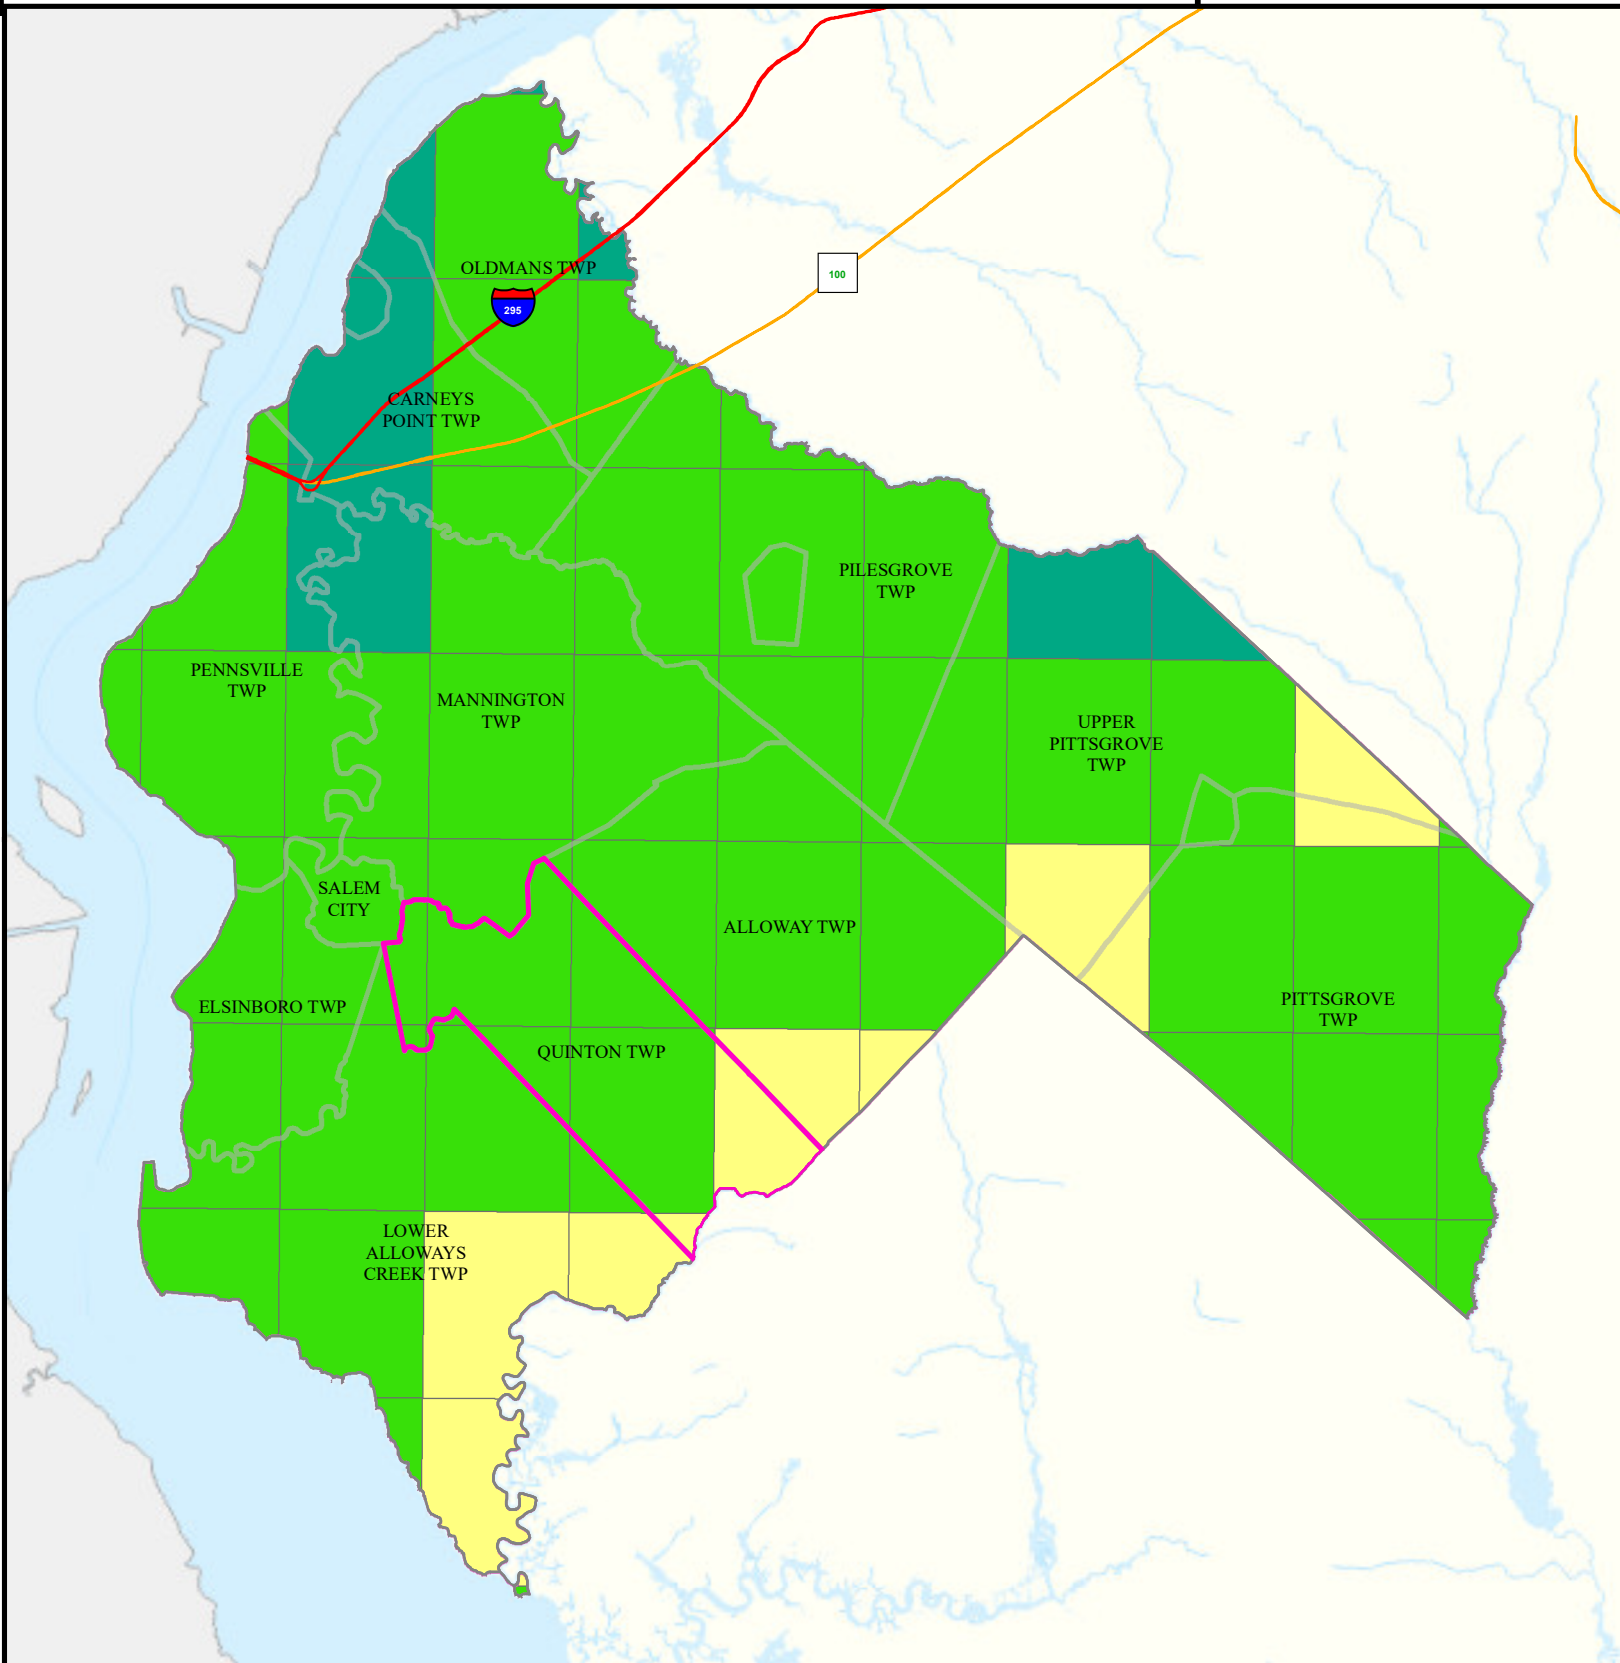 100
OLDMANS TWP
295
CARNEYS
POINT TWP
PILESGROVE
TWP
PENNSVILLE
TWP
MANNINGTON
TWP
UPPER
PITTSGROVE
TWP
SALEM
CITY
ALLOWAY TWP
ELSINBORO TWP
PITTSGROVE
TWP
QUINTON TWP
LOWER
ALLOWAYS
CREEK TWP